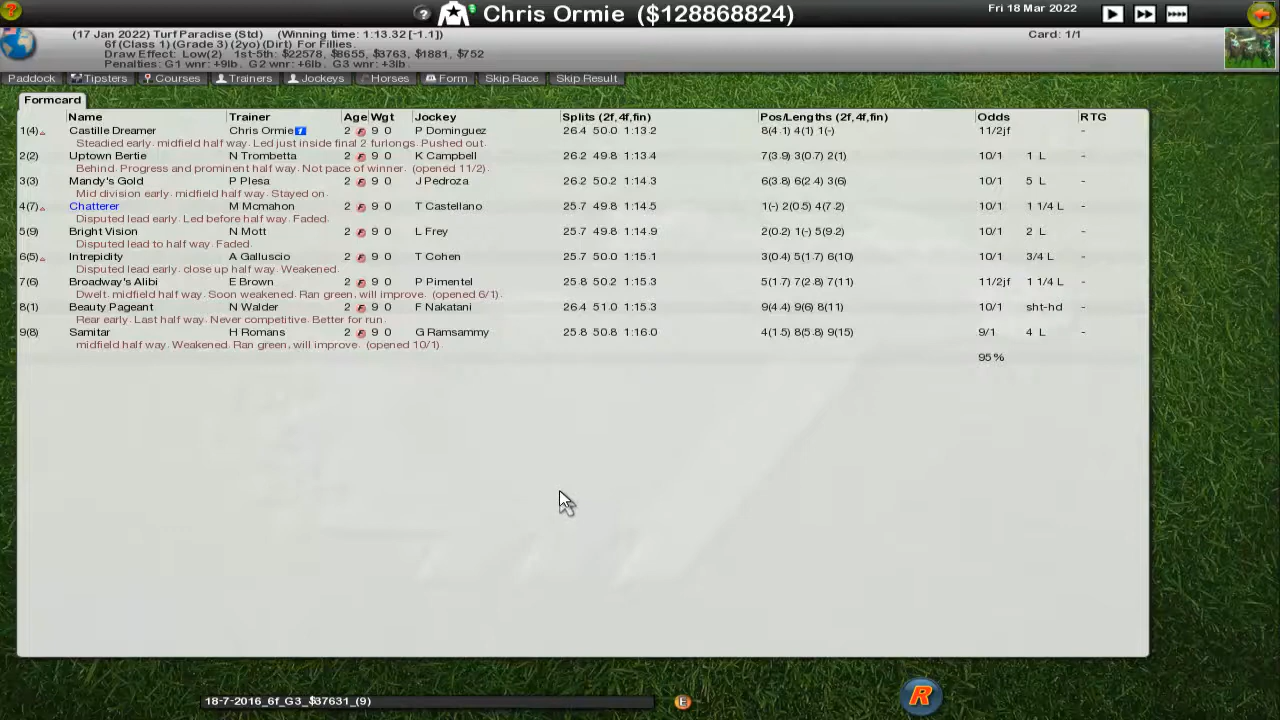 Chris Ormie ($128868824)
Fri 18 Mar 2022
(17 Jan 2022) Turf Paradise (Std) (Winning time: 1:13.32 [-1.1])
Card: 1/1
6f (Class 1) (Grade 3) (2yo) (Dirt) For Fillies.
Draw Effect: Low(2) 1st-5th: $22578, $8655, $3763, $1881, $752
Penalties: G1 wnr: +9lb. G2 wnr: +6lb. G3 wnr: +3lb.
Paddock Tipsters Courses Trainers Jockeys Horses Form Skip Race Skip Result
Formcard
Name Trainer Age Wgt Jockey Splits (2f,4f,fin) Pos/Lengths (2f,4f,fin) Odds RTG
1(4) Castille Dreamer Chris Ormie 2 F 9 0 P Dominguez 26.4 50.0 1:13.2 8(4.1) 4(1) 1(-) 11/2jf -
Steadied early. midfield half way. Led just inside final 2 furlongs. Pushed out.
2(2) Uptown Bertie N Trombetta 2 F 9 0 K Campbell 26.2 49.8 1:13.4 7(3.9) 3(0.7) 2(1) 10/1 1 L -
Behind. Progress and prominent half way. Not pace of winner. (opened 11/2).
3(3) Mandy's Gold P Plesa 2 F 9 0 J Pedroza 26.2 50.2 1:14.3 6(3.8) 6(2.4) 3(6) 10/1 5 L -
Mid division early. midfield half way. Stayed on.
4(7) Chatterer M Mcmahon 2 F 9 0 T Castellano 25.7 49.8 1:14.5 1(-) 2(0.5) 4(7.2) 10/1 1 1/4 L -
Disputed lead early. Led before half way. Faded.
5(9) Bright Vision N Mott 2 F 9 0 L Frey 25.7 49.8 1:14.9 2(0.2) 1(-) 5(9.2) 10/1 2 L -
Disputed lead to half way. Faded.
6(5) Intrepidity A Galluscio 2 F 9 0 T Cohen 25.7 50.0 1:15.1 3(0.4) 5(1.7) 6(10) 10/1 3/4 L -
Disputed lead early. close up half way. Weakened.
7(6) Broadway's Alibi E Brown 2 F 9 0 P Pimentel 25.8 50.2 1:15.3 5(1.7) 7(2.8) 7(11) 11/2jf 1 1/4 L -
Dwelt. midfield half way. Soon weakened. Ran green, will improve. (opened 6/1).
8(1) Beauty Pageant N Walder 2 F 9 0 F Nakatani 26.4 51.0 1:15.3 9(4.4) 9(6) 8(11) 10/1 sht-hd -
Rear early. Last half way. Never competitive. Better for run.
9(8) Samitar H Romans 2 F 9 0 G Ramsammy 25.8 50.8 1:16.0 4(1.5) 8(5.8) 9(15) 9/1 4 L -
midfield half way. Weakened. Ran green, will improve. (opened 10/1).
95%
18-7-2016_6f_G3_$37631_(9)
E
R